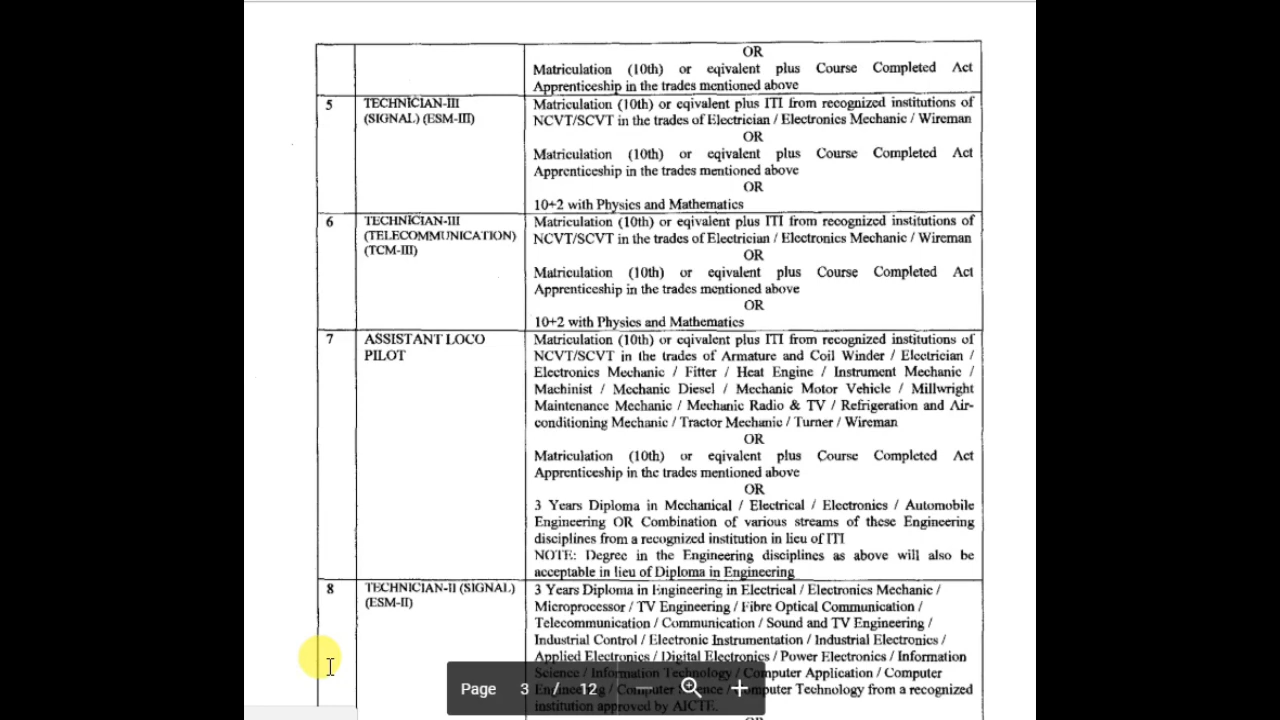 OR
Matriculation (10th) or eqivalent plus Course Completed Act
Apprenticeship in the trades mentioned above
5
TECHNICIAN-III
(SIGNAL) (ESM-III)
Matriculation (10th) or eqivalent plus ITI from recognized institutions of
NCVT/SCVT in the trades of Electrician / Electronics Mechanic / Wireman
OR
Matriculation (10th) or eqivalent plus Course Completed Act
Apprenticeship in the trades mentioned above
OR
10+2 with Physics and Mathematics
6
TECHNICIAN-III
(TELECOMMUNICATION)
(TCM-III)
Matriculation (10th) or eqivalent plus ITI from recognized institutions of
NCVT/SCVT in the trades of Electrician / Electronics Mechanic / Wireman
OR
Matriculation (10th) or eqivalent plus Course Completed Act
Apprenticeship in the trades mentioned above
OR
10+2 with Physics and Mathematics
7
ASSISTANT LOCO
PILOT
Matriculation (10th) or eqivalent plus ITI from recognized institutions of
NCVT/SCVT in the trades of Armature and Coil Winder / Electrician /
Electronics Mechanic / Fitter / Heat Engine / Instrument Mechanic /
Machinist / Mechanic Diesel / Mechanic Motor Vehicle / Millwright
Maintenance Mechanic / Mechanic Radio & TV / Refrigeration and Air-
conditioning Mechanic / Tractor Mechanic / Turner / Wireman
OR
Matriculation (10th) or eqivalent plus Course Completed Act
Apprenticeship in the trades mentioned above
OR
3 Years Diploma in Mechanical / Electrical / Electronics / Automobile
Engineering OR Combination of various streams of these Engineering
disciplines from a recognized institution in lieu of ITI
NOTE: Degree in the Engineering disciplines as above will also be
acceptable in lieu of Diploma in Engineering
8
TECHNICIAN-II (SIGNAL)
(ESM-II)
3 Years Diploma in Engineering in Electrical / Electronics Mechanic /
Microprocessor / TV Engineering / Fibre Optical Communication /
Telecommunication / Communication / Sound and TV Engineering /
Industrial Control / Electronic Instrumentation / Industrial Electronics /
Applied Electronics / Digital Electronics / Power Electronics / Information
Science / Information Technology / Computer Application / Computer
Engineering / Computer Science / Computer Technology from a recognized
institution approved by AICTE.
Page 3 / 12